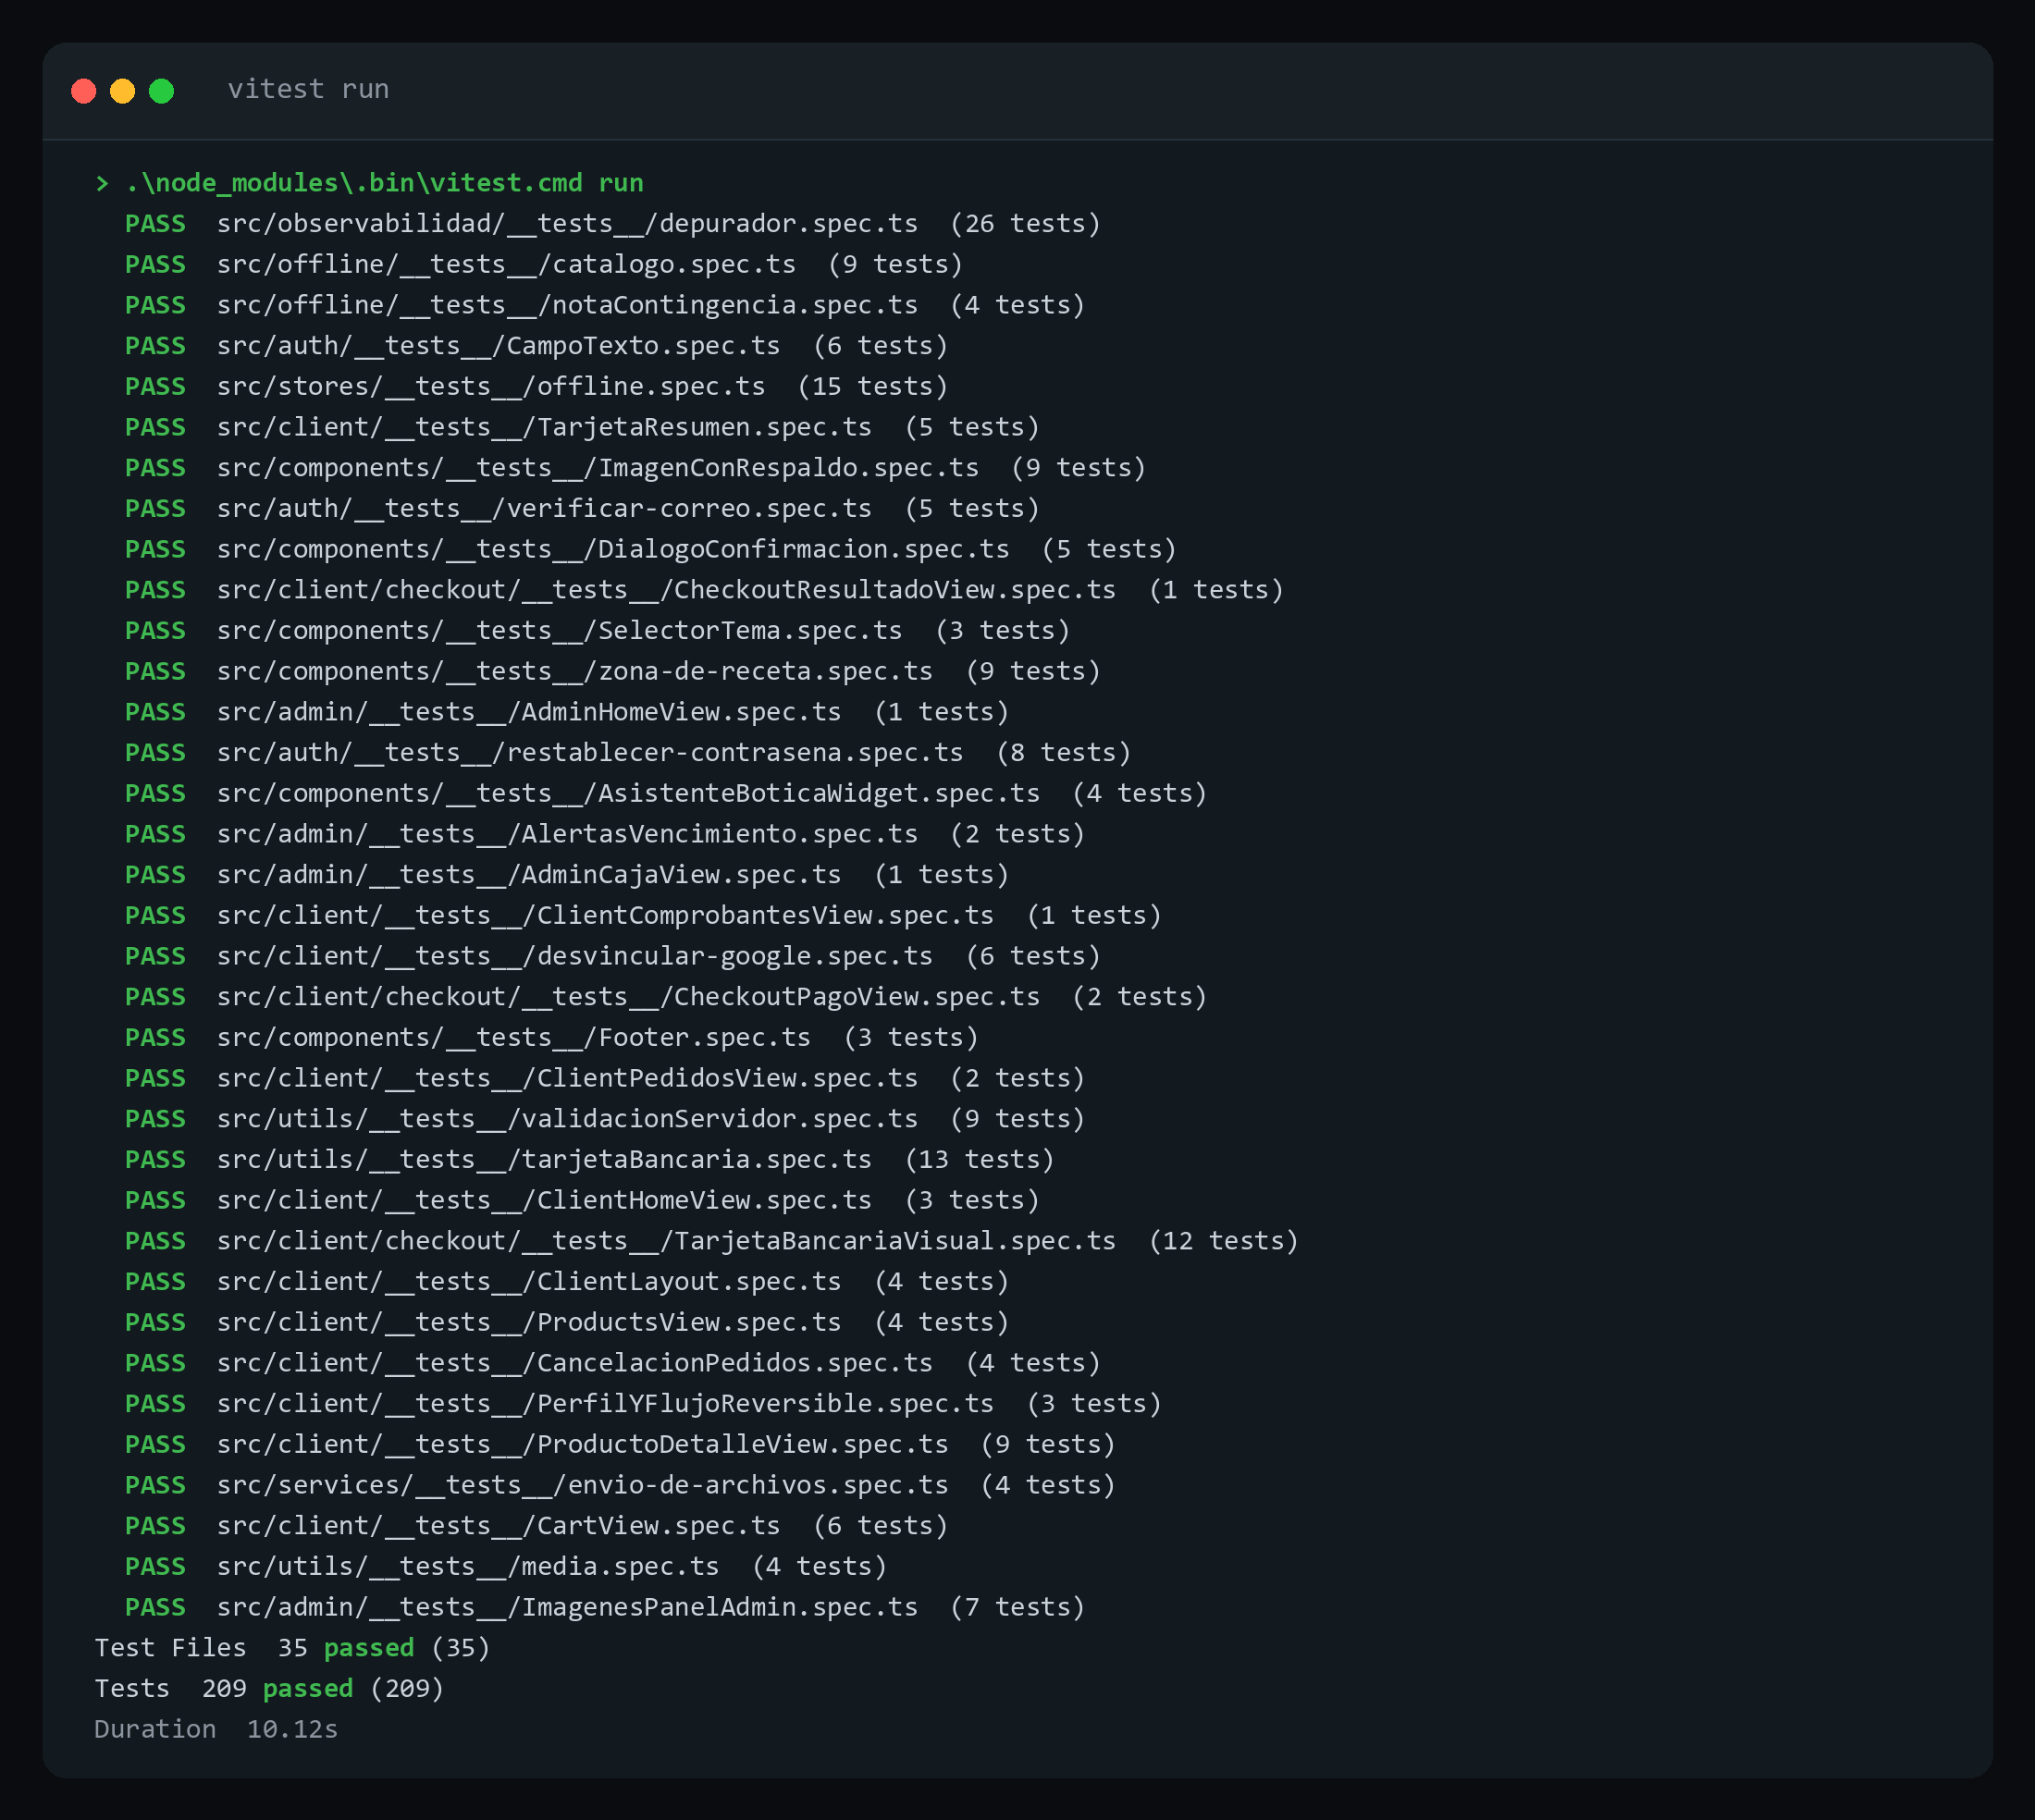 vitest run
> .\node_modules\.bin\vitest.cmd run
PASS  src/observabilidad/__tests__/depurador.spec.ts  (26 tests)
PASS  src/offline/__tests__/catalogo.spec.ts  (9 tests)
PASS  src/offline/__tests__/notaContingencia.spec.ts  (4 tests)
PASS  src/auth/__tests__/CampoTexto.spec.ts  (6 tests)
PASS  src/stores/__tests__/offline.spec.ts  (15 tests)
PASS  src/client/__tests__/TarjetaResumen.spec.ts  (5 tests)
PASS  src/components/__tests__/ImagenConRespaldo.spec.ts  (9 tests)
PASS  src/auth/__tests__/verificar-correo.spec.ts  (5 tests)
PASS  src/components/__tests__/DialogoConfirmacion.spec.ts  (5 tests)
PASS  src/client/checkout/__tests__/CheckoutResultadoView.spec.ts  (1 tests)
PASS  src/components/__tests__/SelectorTema.spec.ts  (3 tests)
PASS  src/components/__tests__/zona-de-receta.spec.ts  (9 tests)
PASS  src/admin/__tests__/AdminHomeView.spec.ts  (1 tests)
PASS  src/auth/__tests__/restablecer-contrasena.spec.ts  (8 tests)
PASS  src/components/__tests__/AsistenteBoticaWidget.spec.ts  (4 tests)
PASS  src/admin/__tests__/AlertasVencimiento.spec.ts  (2 tests)
PASS  src/admin/__tests__/AdminCajaView.spec.ts  (1 tests)
PASS  src/client/__tests__/ClientComprobantesView.spec.ts  (1 tests)
PASS  src/client/__tests__/desvincular-google.spec.ts  (6 tests)
PASS  src/client/checkout/__tests__/CheckoutPagoView.spec.ts  (2 tests)
PASS  src/components/__tests__/Footer.spec.ts  (3 tests)
PASS  src/client/__tests__/ClientPedidosView.spec.ts  (2 tests)
PASS  src/utils/__tests__/validacionServidor.spec.ts  (9 tests)
PASS  src/utils/__tests__/tarjetaBancaria.spec.ts  (13 tests)
PASS  src/client/__tests__/ClientHomeView.spec.ts  (3 tests)
PASS  src/client/checkout/__tests__/TarjetaBancariaVisual.spec.ts  (12 tests)
PASS  src/client/__tests__/ClientLayout.spec.ts  (4 tests)
PASS  src/client/__tests__/ProductsView.spec.ts  (4 tests)
PASS  src/client/__tests__/CancelacionPedidos.spec.ts  (4 tests)
PASS  src/client/__tests__/PerfilYFlujoReversible.spec.ts  (3 tests)
PASS  src/client/__tests__/ProductoDetalleView.spec.ts  (9 tests)
PASS  src/services/__tests__/envio-de-archivos.spec.ts  (4 tests)
PASS  src/client/__tests__/CartView.spec.ts  (6 tests)
PASS  src/utils/__tests__/media.spec.ts  (4 tests)
PASS  src/admin/__tests__/ImagenesPanelAdmin.spec.ts  (7 tests)
Test Files  35 passed (35)
Tests  209 passed (209)
Duration  10.12s